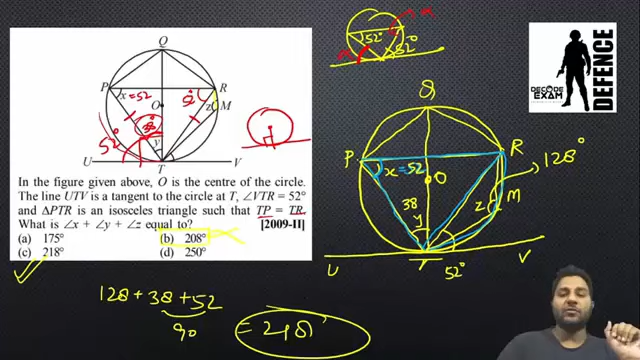 Q
P
x = 52
52°
R
O
z
M
52°
38°
y
U
T
V
In the figure given above, O is the centre of the circle.
The line UTV is a tangent to the circle at T, ∠VTR = 52°
and ΔPTR is an isosceles triangle such that TP = TR.
What is ∠x + ∠y + ∠z equal to? [2009-II]
(a) 175° (b) 208°
(c) 218° (d) 250°
128 + 38 + 52
90
= 218°
52°
52°
Q
P
x = 52
R
128°
O
38
y
z
M
U
T
52°
V
DECODE
EXAM
DEFENCE